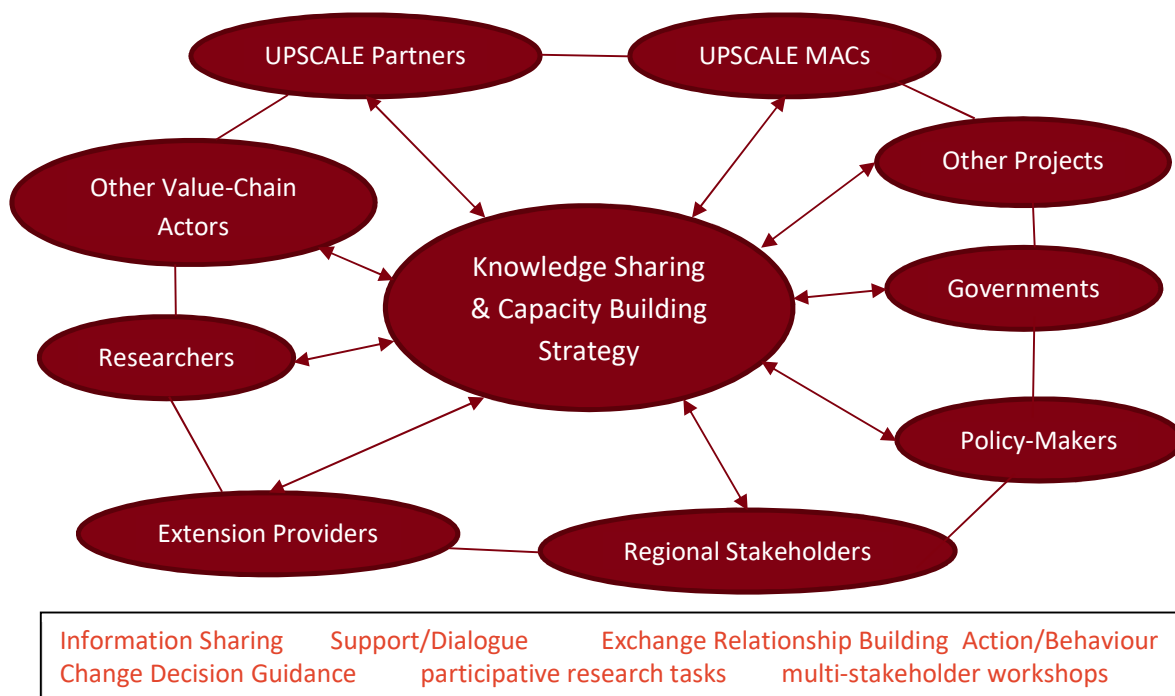 UPSCALE Partners
UPSCALE MACs
Other Value-Chain
Actors
Other Projects
Knowledge Sharing
& Capacity Building
Strategy
Governments
Researchers
Policy-Makers
Extension Providers
Regional Stakeholders
Information Sharing Support/Dialogue Exchange Relationship Building Action/Behaviour
Change Decision Guidance participative research tasks multi-stakeholder workshops